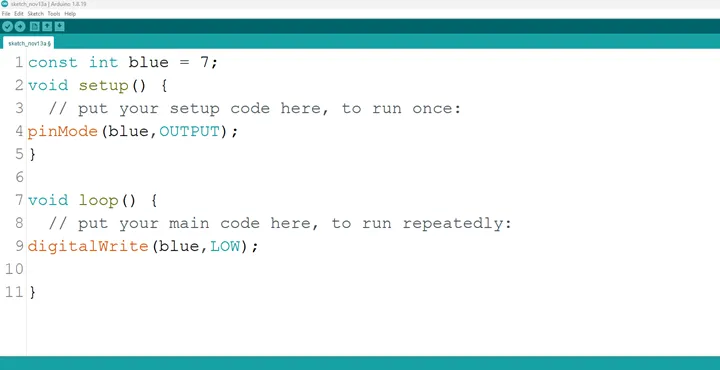 sketch_nov13a | Arduino 1.8.19
File Edit Sketch Tools Help
sketch_nov13a §
1 const int blue = 7;
2 void setup() {
3 // put your setup code here, to run once:
4 pinMode(blue,OUTPUT);
5 }
6
7 void loop() {
8 // put your main code here, to run repeatedly:
9 digitalWrite(blue,LOW);
10
11 }